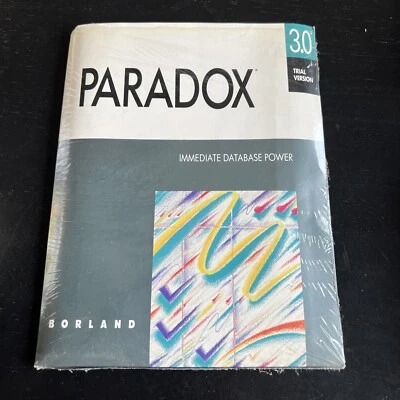 3.0
TRIAL
VERSION
PARADOX
IMMEDIATE DATABASE POWER
BORLAND